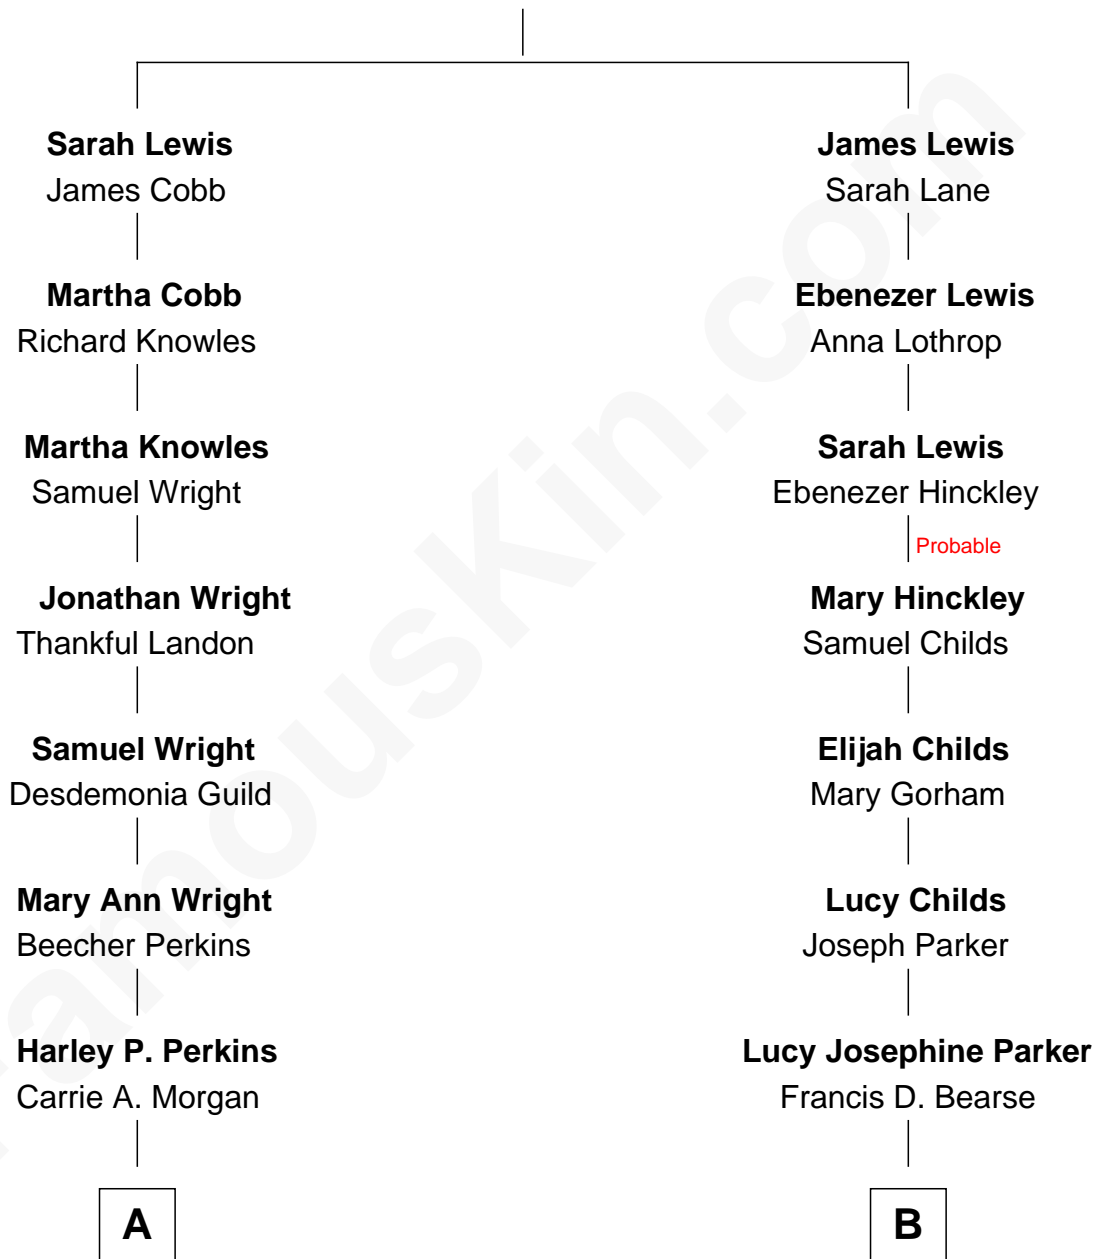 Sarah Lewis
James Cobb
Martha Cobb
Richard Knowles
Martha Knowles
Samuel Wright
Jonathan Wright
Thankful Landon
Samuel Wright
Desdemonia Guild
Mary Ann Wright
Beecher Perkins
Harley P. Perkins
Carrie A. Morgan
A
James Lewis
Sarah Lane
Ebenezer Lewis
Anna Lothrop
Sarah Lewis
Ebenezer Hinckley
Probable
Mary Hinckley
Samuel Childs
Elijah Childs
Mary Gorham
Lucy Childs
Joseph Parker
Lucy Josephine Parker
Francis D. Bearse
B
FamousKin.com